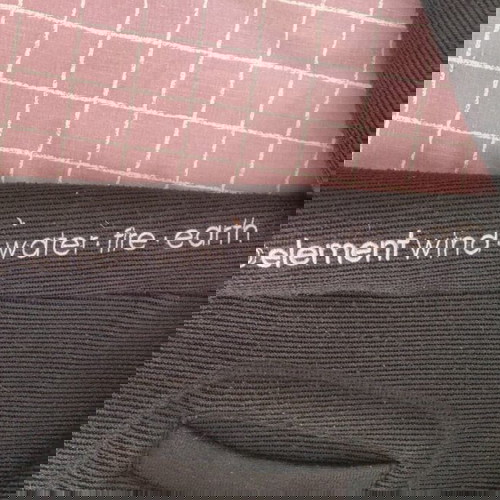 water · fire · earth
element wind